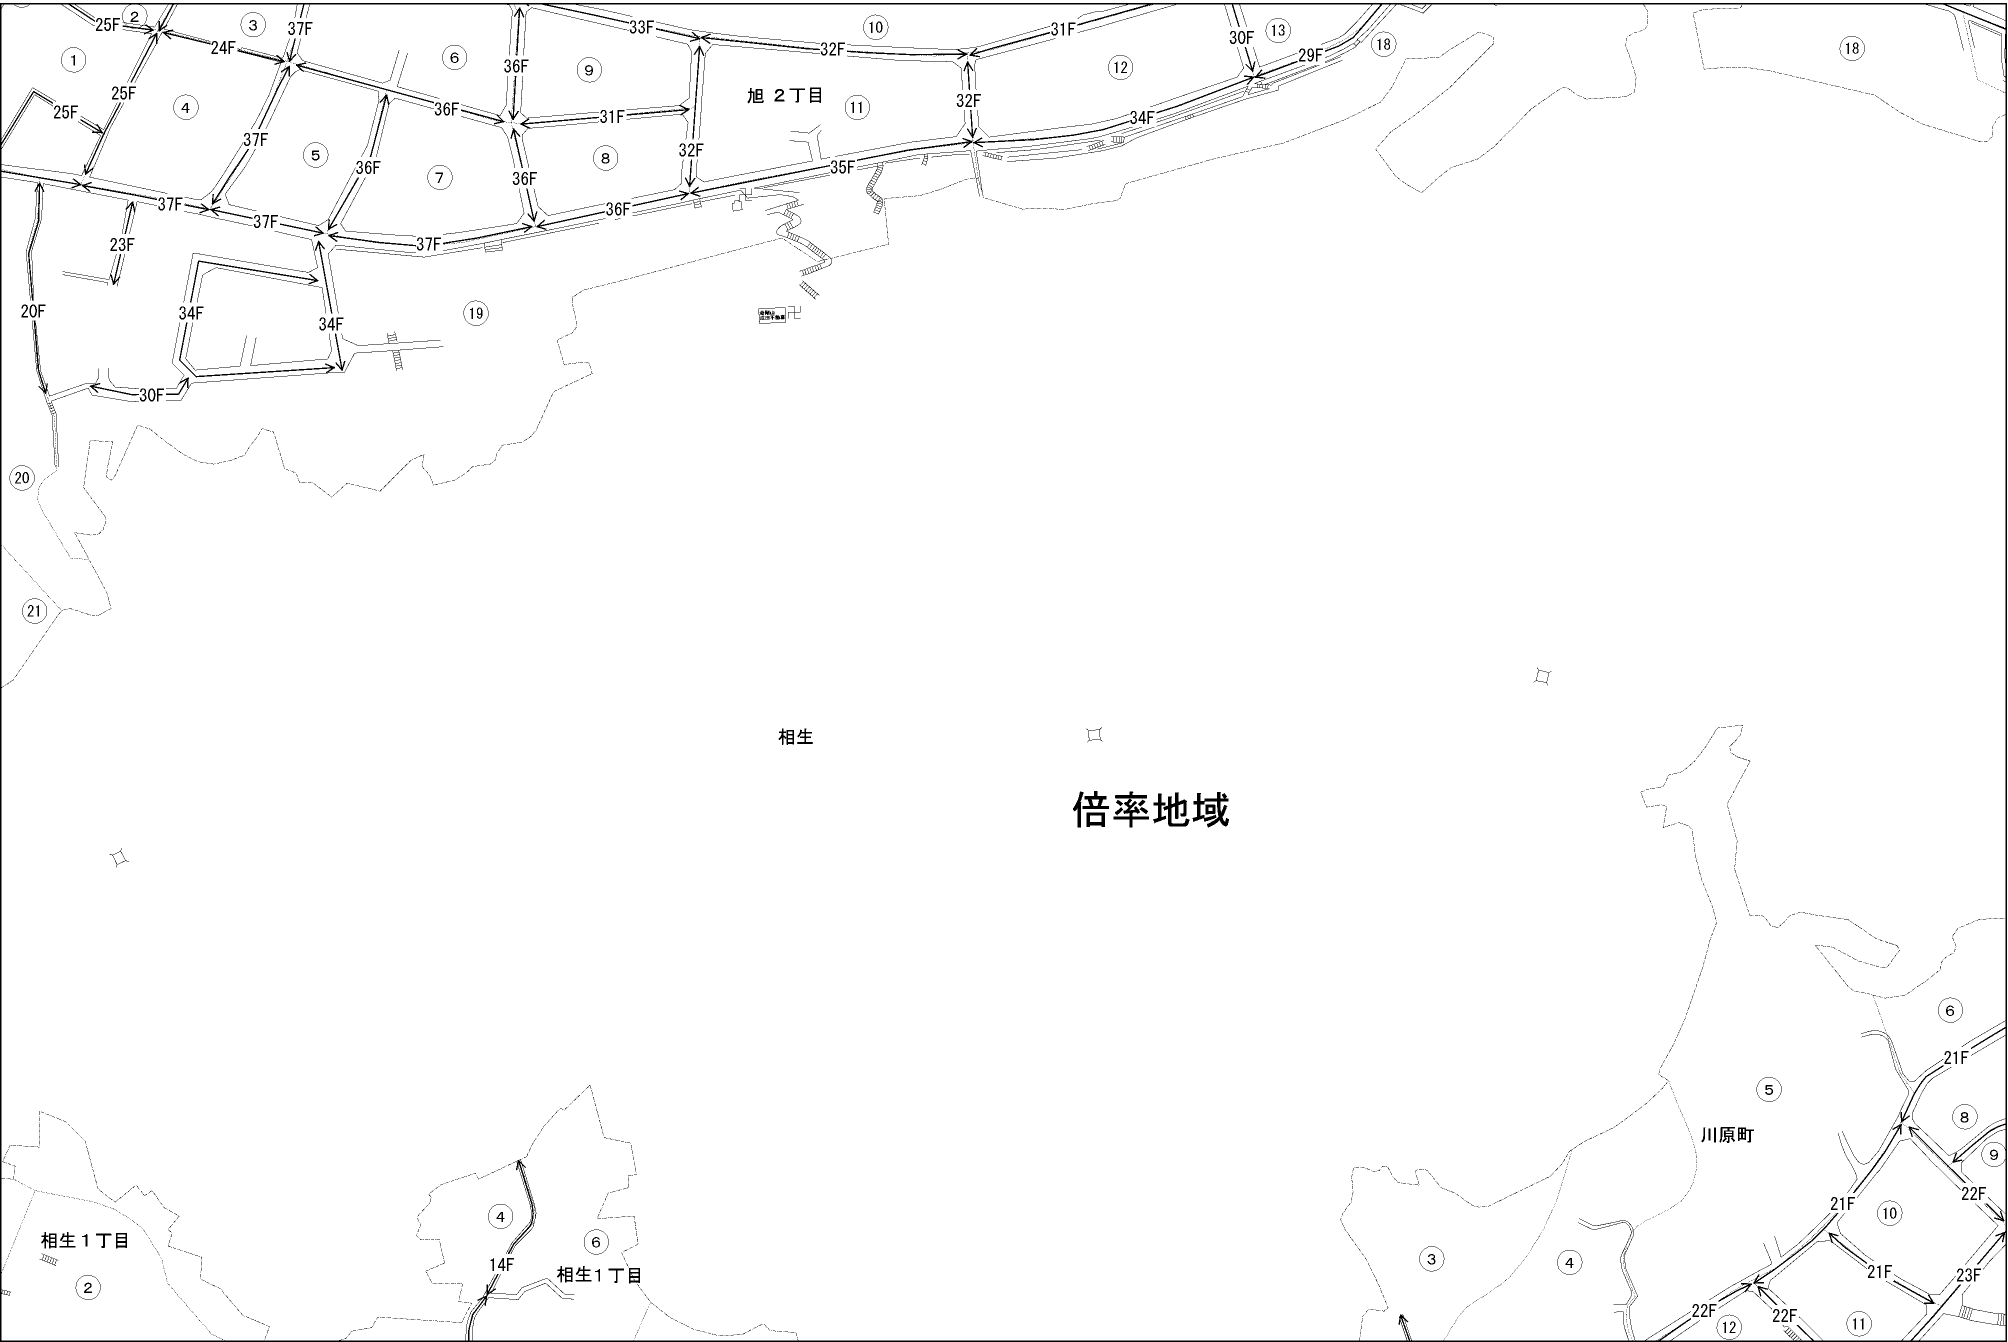 ②
③
25F
37F
24F
①
25F
④
25F
37F
⑤
⑥
36F
⑨
33F
36F
31F
⑧
⑦
36F
36F
32F
⑩
32F
31F
旭 2丁目
⑪
32F
⑫
30F
⑬
29F
⑱
⑱
34F
35F
36F
37F
37F
37F
23F
20F
34F
34F
⑲
30F
⑳
㉑
相生
倍率地域
⑥
21F
⑤
⑧
川原町
⑨
22F
21F
⑩
相生1丁目
②
④
⑥
14F
相生1丁目
③
④
21F
23F
22F
22F
⑫
⑪